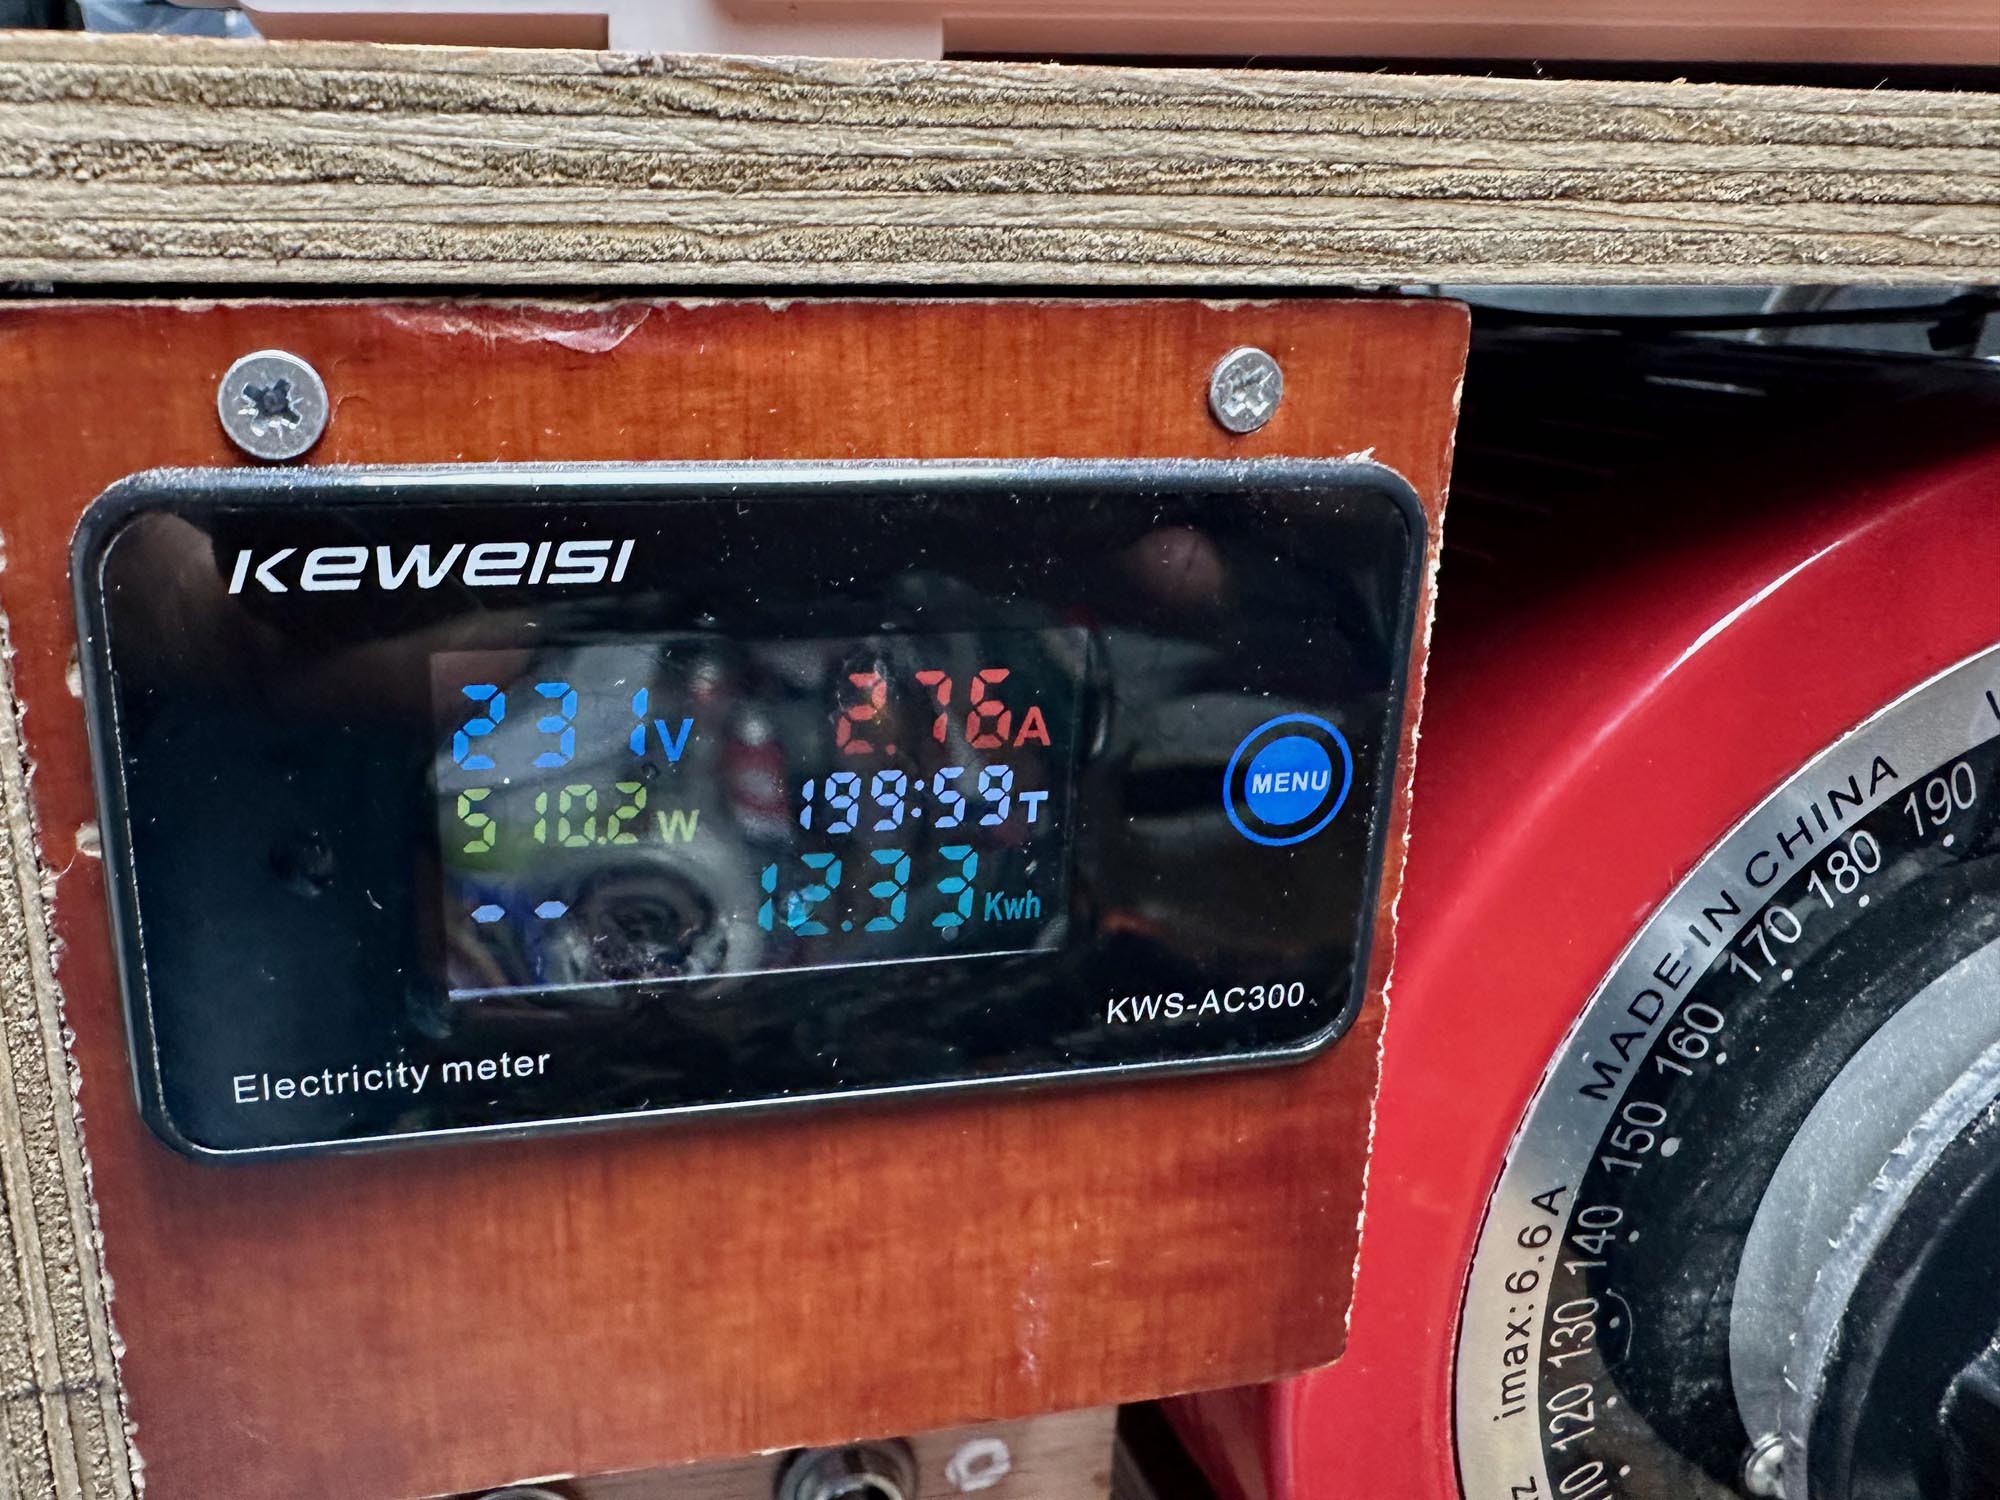 KEWEISI
231V 2.76A
510.2W 199:59T
-- 12.33Kwh
MENU
KWS-AC300
Electricity meter
MADE IN CHINA
imax:6.6A
190
180
170
160
150
140
130
120